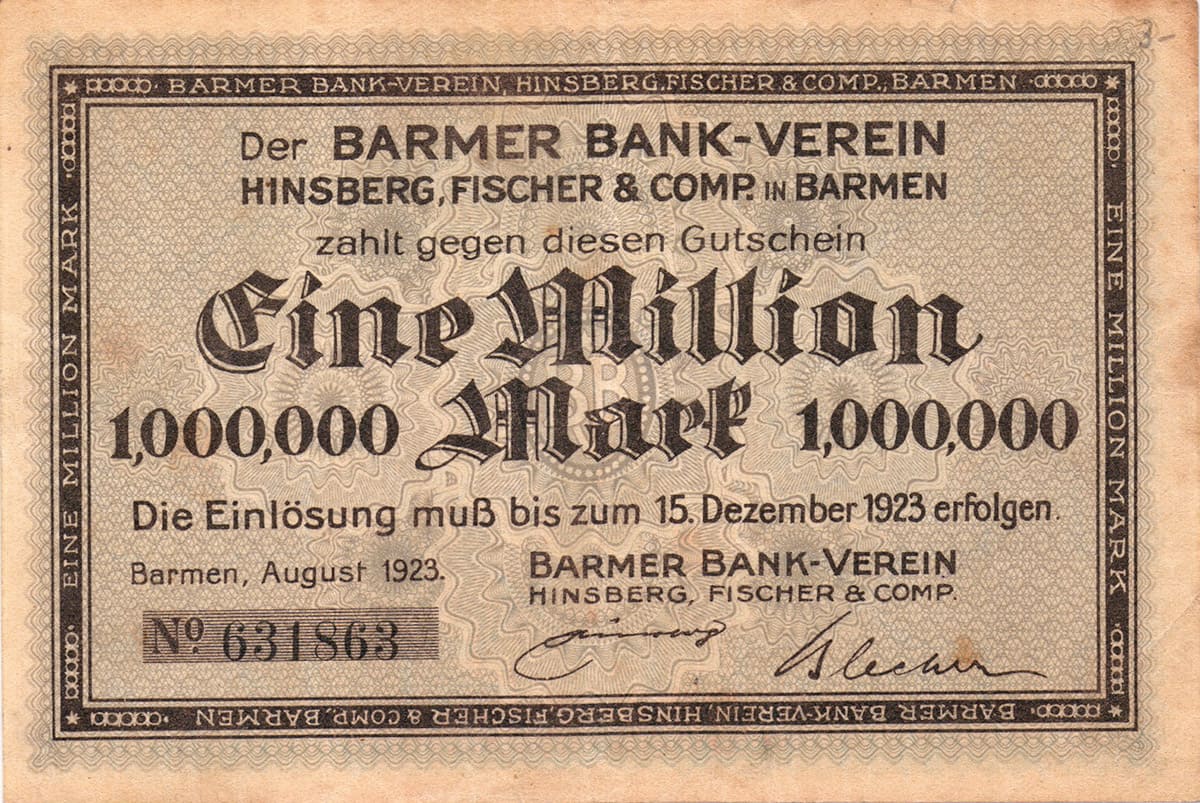 BARMER BANK-VEREIN, HINSBERG, FISCHER & COMP., BARMEN
Der BARMER BANK-VEREIN
HINSBERG, FISCHER & COMP. IN BARMEN
zahlt gegen diesen Gutschein
Eine Million
1,000,000 Mark 1,000,000
Die Einlösung muß bis zum 15. Dezember 1923 erfolgen.
Barmen, August 1923.
BARMER BANK-VEREIN
HINSBERG, FISCHER & COMP.
No. 631863
EINE MILLION MARK
EINE MILLION MARK
BARMER BANK-VEREIN, HINSBERG, FISCHER & COMP., BARMEN